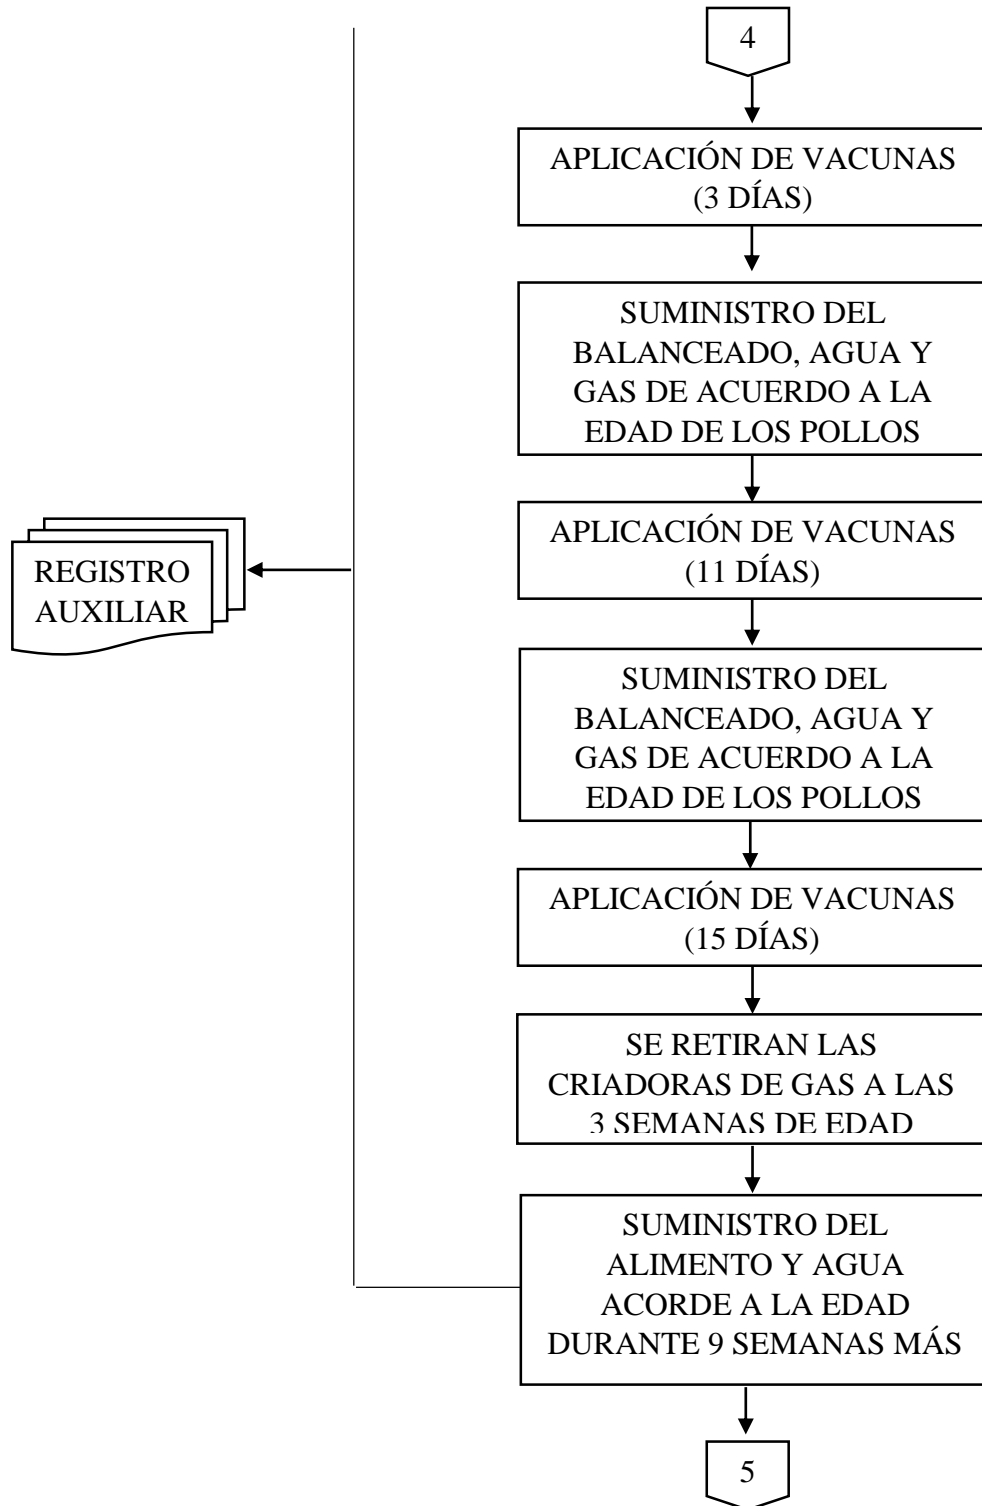 4
APLICACIÓN DE VACUNAS
(3 DÍAS)
SUMINISTRO DEL
BALANCEADO, AGUA Y
GAS DE ACUERDO A LA
EDAD DE LOS POLLOS
APLICACIÓN DE VACUNAS
(11 DÍAS)
REGISTRO
AUXILIAR
SUMINISTRO DEL
BALANCEADO, AGUA Y
GAS DE ACUERDO A LA
EDAD DE LOS POLLOS
APLICACIÓN DE VACUNAS
(15 DÍAS)
SE RETIRAN LAS
CRIADORAS DE GAS A LAS
3 SEMANAS DE EDAD
SUMINISTRO DEL
ALIMENTO Y AGUA
ACORDE A LA EDAD
DURANTE 9 SEMANAS MÁS
5